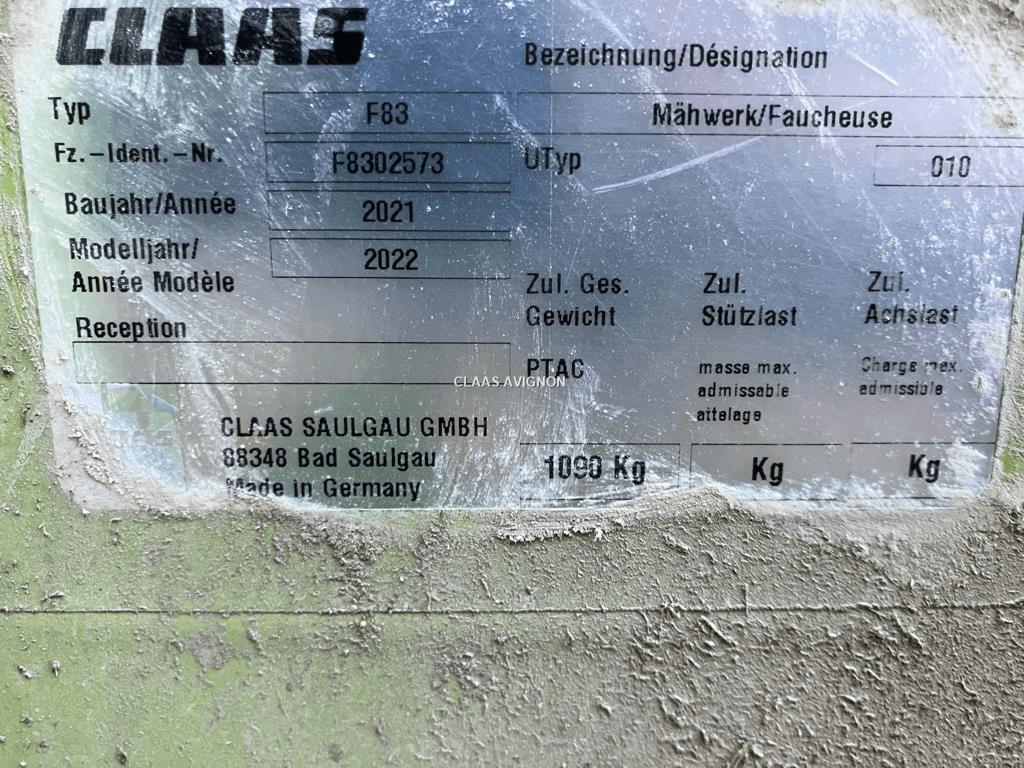 CLAAS
Bezeichnung/Désignation
Typ F83 Mähwerk/Faucheuse
Fz.-Ident.-Nr. F8302573 UTyp 010
Baujahr/Année 2021
Modelljahr/
Année Modèle 2022
Zul. Ges. Zul. Zul.
Gewicht Stützlast Achslast
Reception
PTAC masse max. Charge max.
admissable admissible
attelage
CLAAS AVIGNON
CLAAS SAULGAU GMBH
88348 Bad Saulgau
Made in Germany
1090 Kg Kg Kg